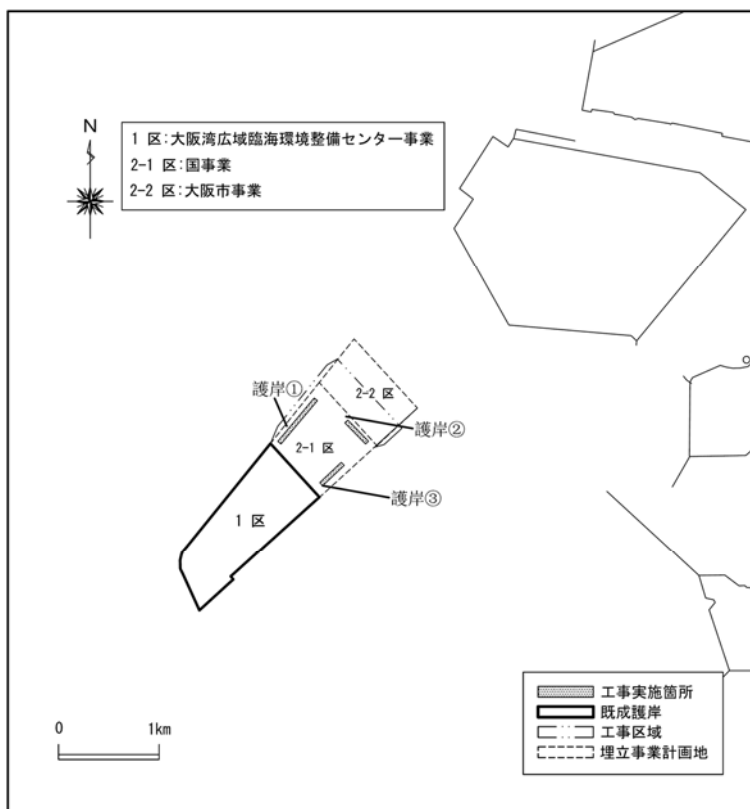 N
1 区:大阪湾広域臨海環境整備センター事業
2-1 区:国事業
2-2 区:大阪市事業
護岸①
2-2 区
護岸②
2-1 区
護岸③
1 区
工事実施箇所
既成護岸
工事区域
埋立事業計画地
0 1km